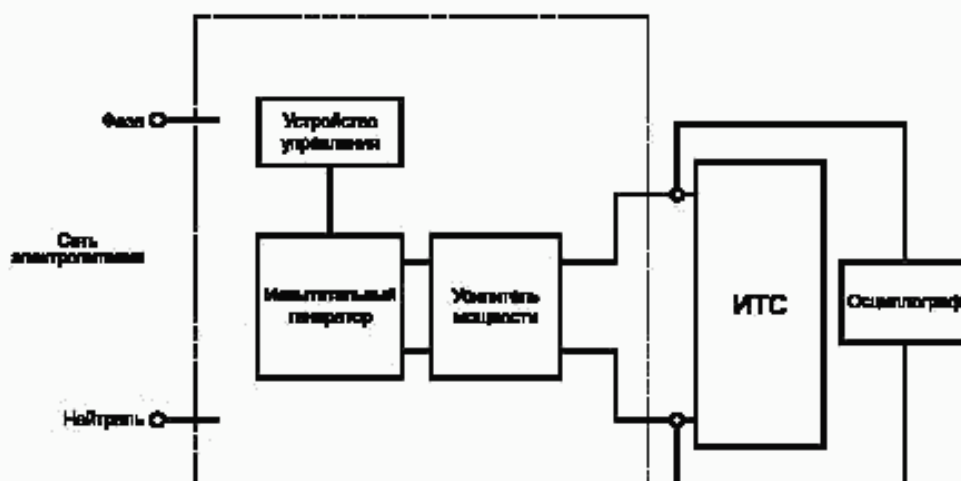 Устройство
управления
Фаза
Сеть
электропитания
Испытательный
генератор
Усилитель
мощности
ИТС
Осциллограф
Нейтраль